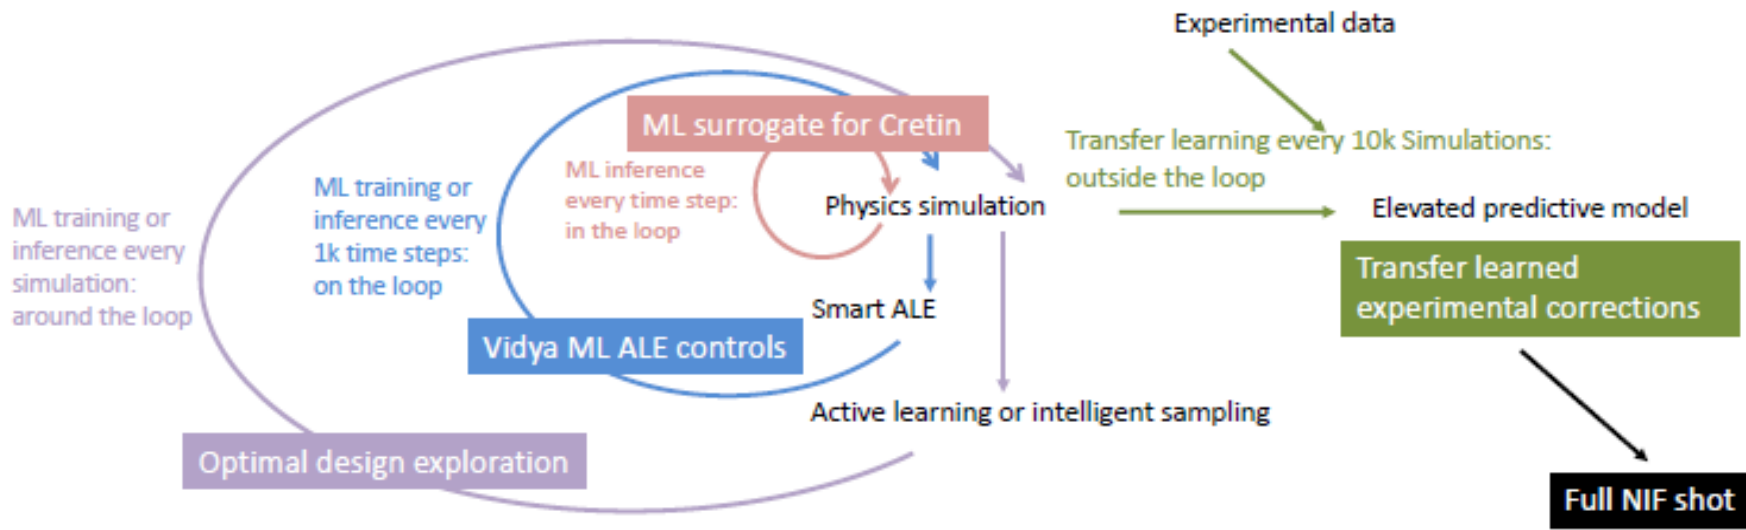 Experimental data
ML surrogate for Cretin
Transfer learning every 10k Simulations:
outside the loop
ML training or
inference every
simulation:
around the loop
ML training or
inference every
1k time steps:
on the loop
ML inference
every time step:
in the loop
Physics simulation
Elevated predictive model
Transfer learned
experimental corrections
Smart ALE
Vidya ML ALE controls
Active learning or intelligent sampling
Optimal design exploration
Full NIF shot